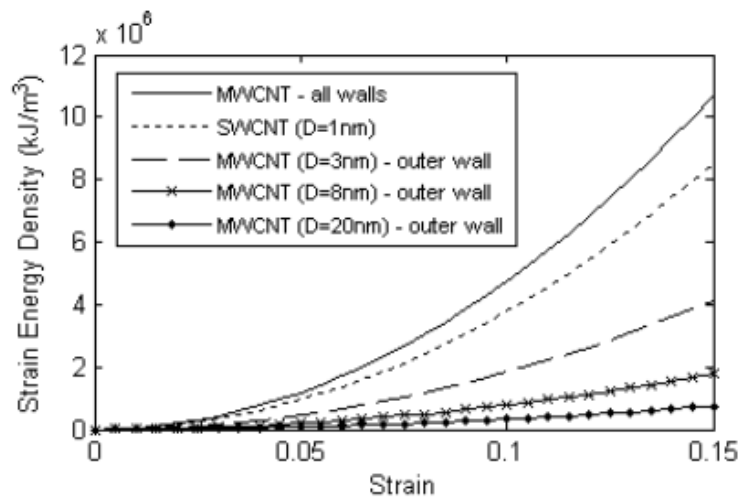 × 10⁶
12
10
8
6
4
2
0
Strain Energy Density (kJ/m³)
MWCNT - all walls
SWCNT (D=1nm)
MWCNT (D=3nm) - outer wall
MWCNT (D=8nm) - outer wall
MWCNT (D=20nm) - outer wall
0 0.05 0.1 0.15
Strain